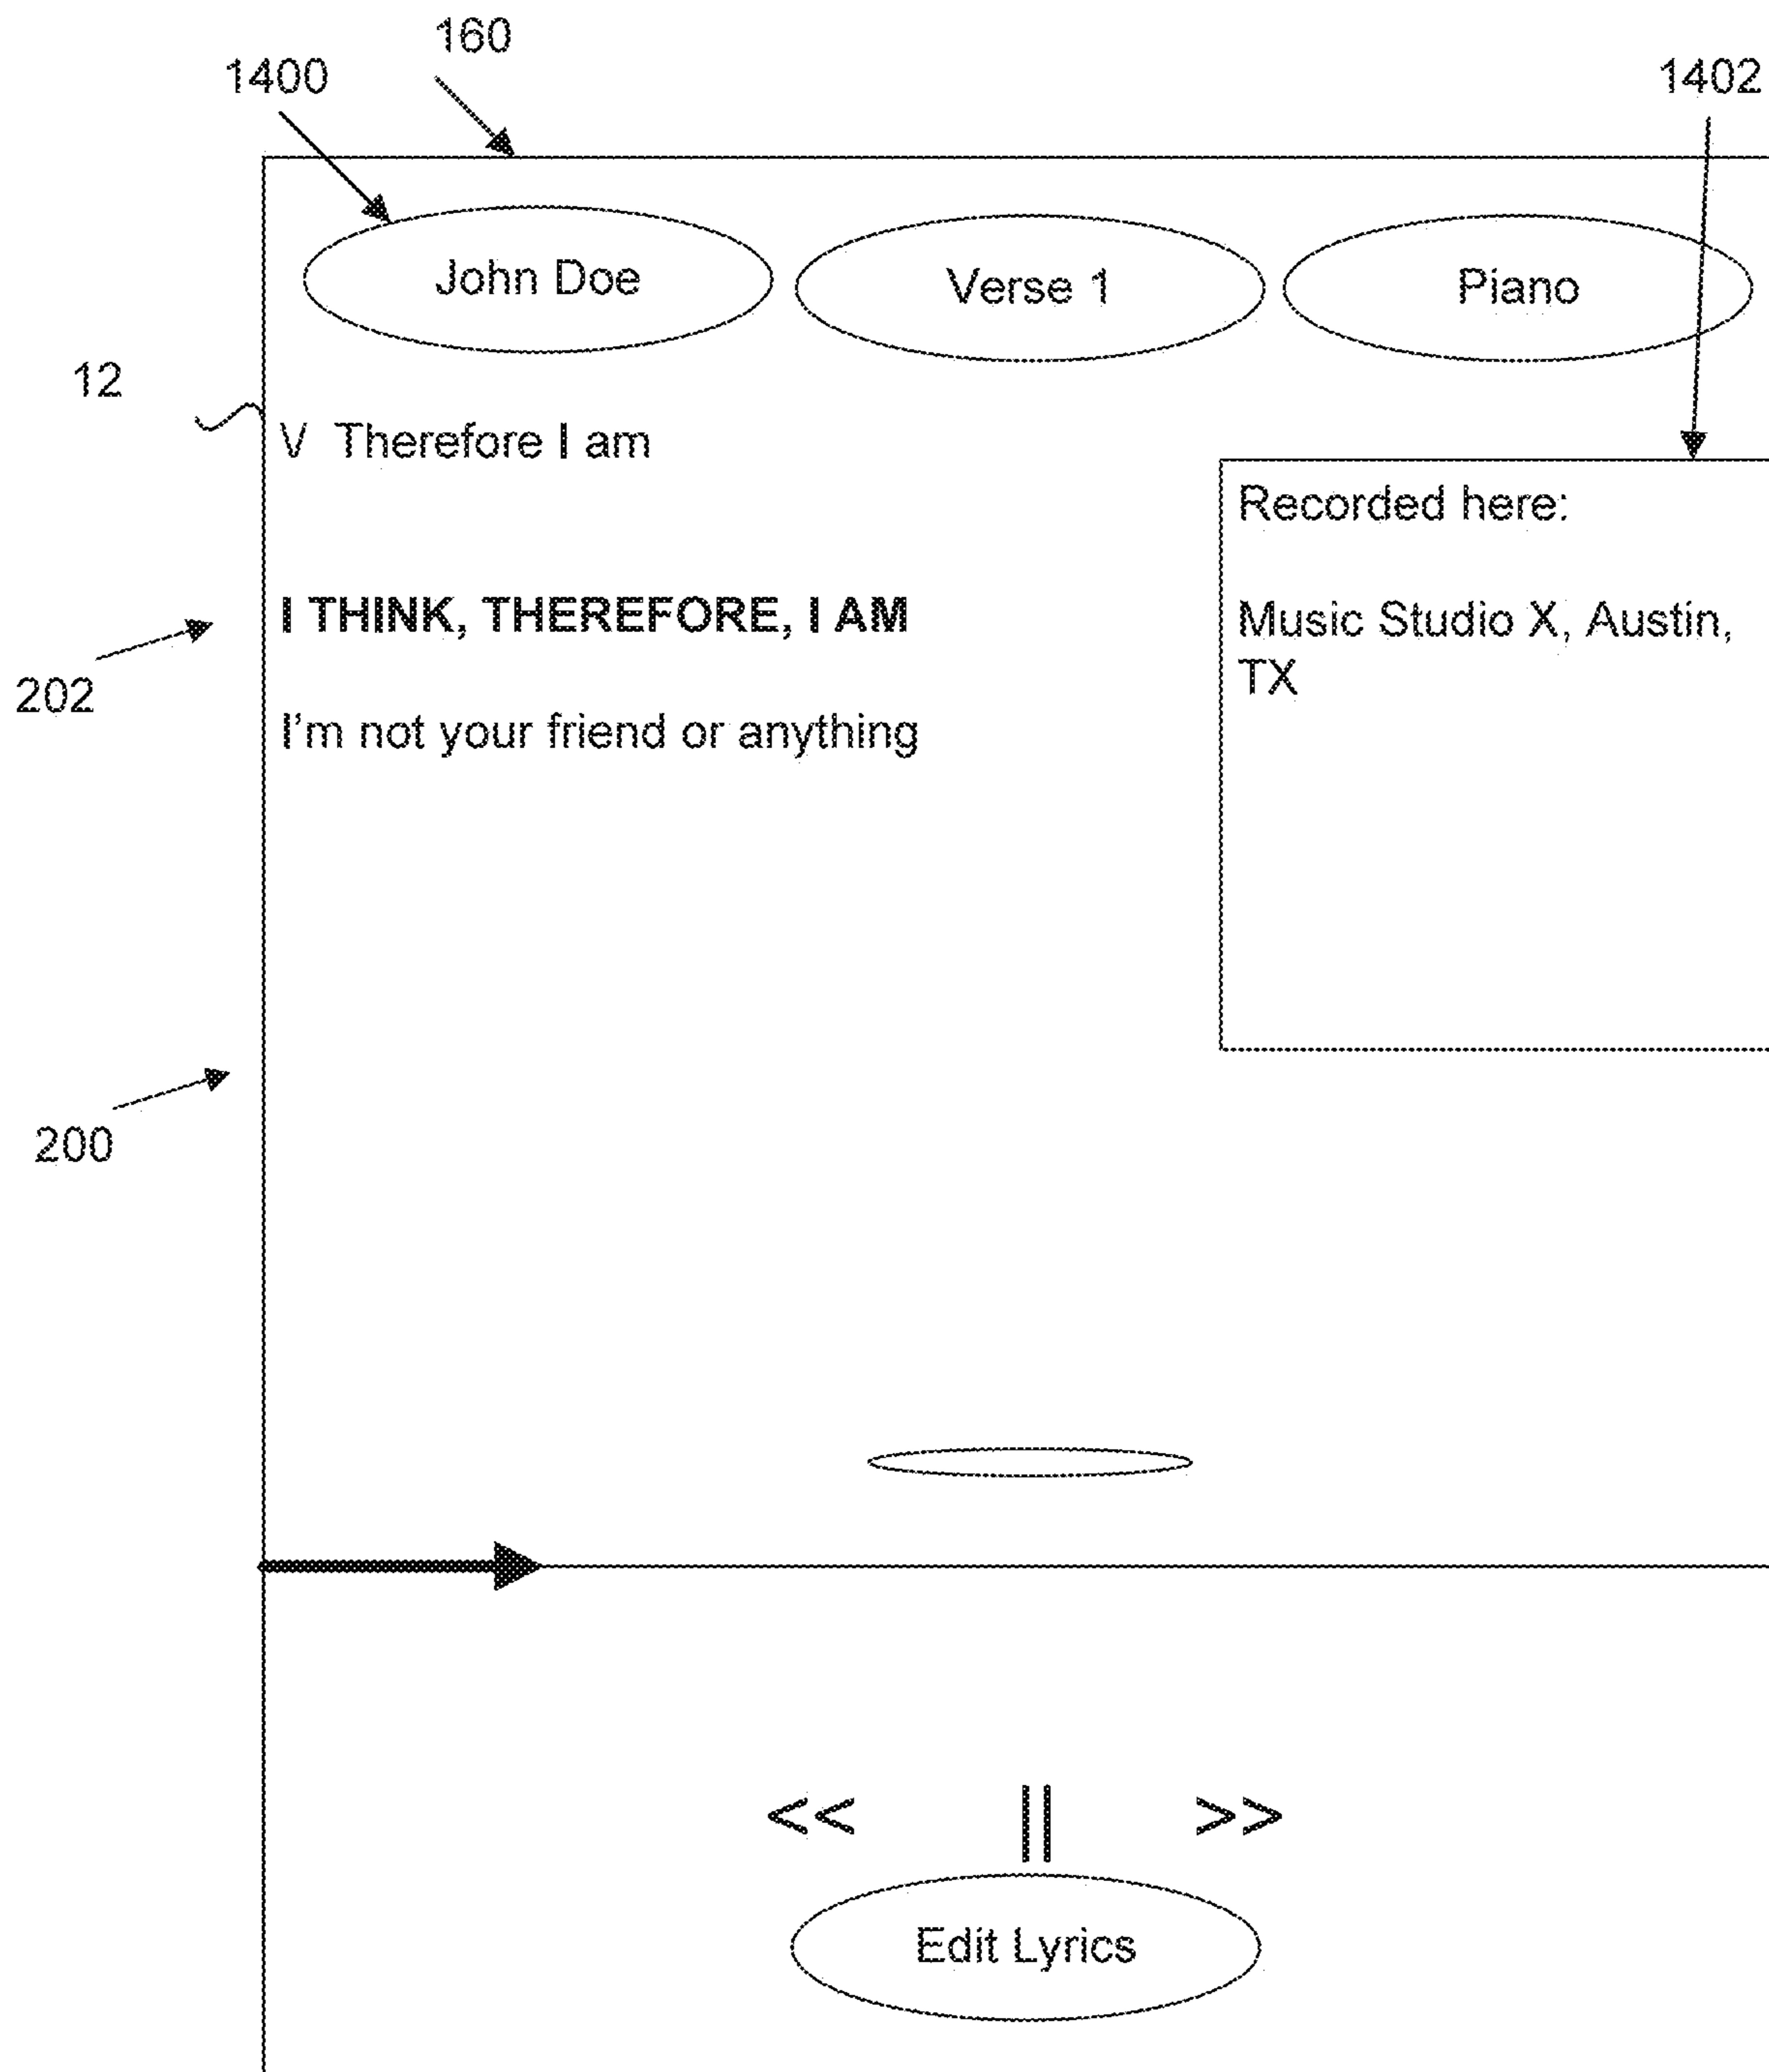 160
1400
1402
John Doe
Verse 1
Piano
12
V Therefore I am
Recorded here:
I THINK, THEREFORE, I AM
Music Studio X, Austin,
TX
202
I'm not your friend or anything
200
<< || >>
Edit Lyrics